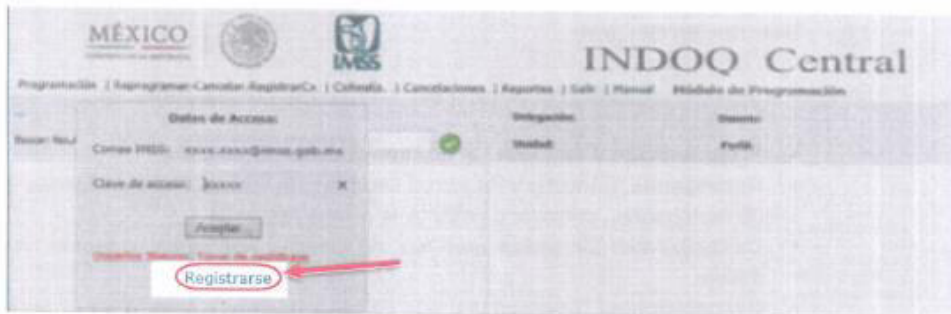 MÉXICO
IMSS
INDOQ Central
Programación | Reprogramar-Cancelar-RegistrarCx | Cancelaciones | Reportes | Salir | Manual Módulo de Programación
Datos de Acceso:
Delegación:
Usuario:
Correo IMSS: xxxx.xxxx@imss.gob.mx
Unidad:
Perfil:
Clave de acceso: xxxxx x
Aceptar...
Registrarse